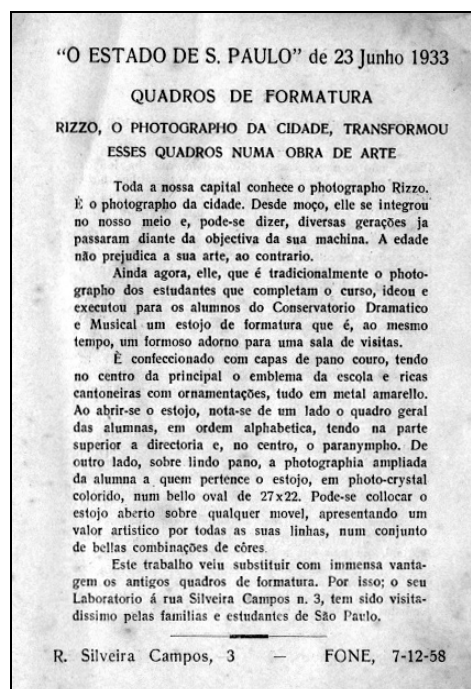 "O ESTADO DE S. PAULO" de 23 Junho 1933
QUADROS DE FORMATURA
RIZZO, O PHOTOGRAPHO DA CIDADE, TRANSFORMOU
ESSES QUADROS NUMA OBRA DE ARTE
Toda a nossa capital conhece o photographo Rizzo.
È o photographo da cidade. Desde moço, elle se integrou
no nosso meio e, pode-se dizer, diversas gerações ja
passaram diante da objectiva da sua machina. A edade
não prejudica a sua arte, ao contrario.
Ainda agora, elle, que é tradicionalmente o photo-
grapho dos estudantes que completam o curso, ideou e
executou para os alumnos do Conservatorio Dramatico
e Musical um estojo de formatura que é, ao mesmo
tempo, um formoso adorno para uma sala de visitas.
È confeccionado com capas de pano couro, tendo
no centro da principal o emblema da escola e ricas
cantoneiras com ornamentações, tudo em metal amarello.
Ao abrir-se o estojo, nota-se de um lado o quadro geral
das alumnas, em ordem alphabetica, tendo na parte
superior a directoria e, no centro, o paranympho. De
outro lado, sobre lindo pano, a photographia ampliada
da alumna a quem pertence o estojo, em photo-crystal
colorido, num bello oval de 27x22. Pode-se collocar o
estojo aberto sobre qualquer movel, apresentando um
valor artistico por todas as suas linhas, num conjunto
de bellas combinações de côres.
Este trabalho veiu substituir com immensa vanta-
gem os antigos quadros de formatura. Por isso; o seu
Laboratorio á rua Silveira Campos n. 3, tem sido visita-
dissimo pelas familias e estudantes de São Paulo.
R. Silveira Campos, 3 — FONE, 7-12-58